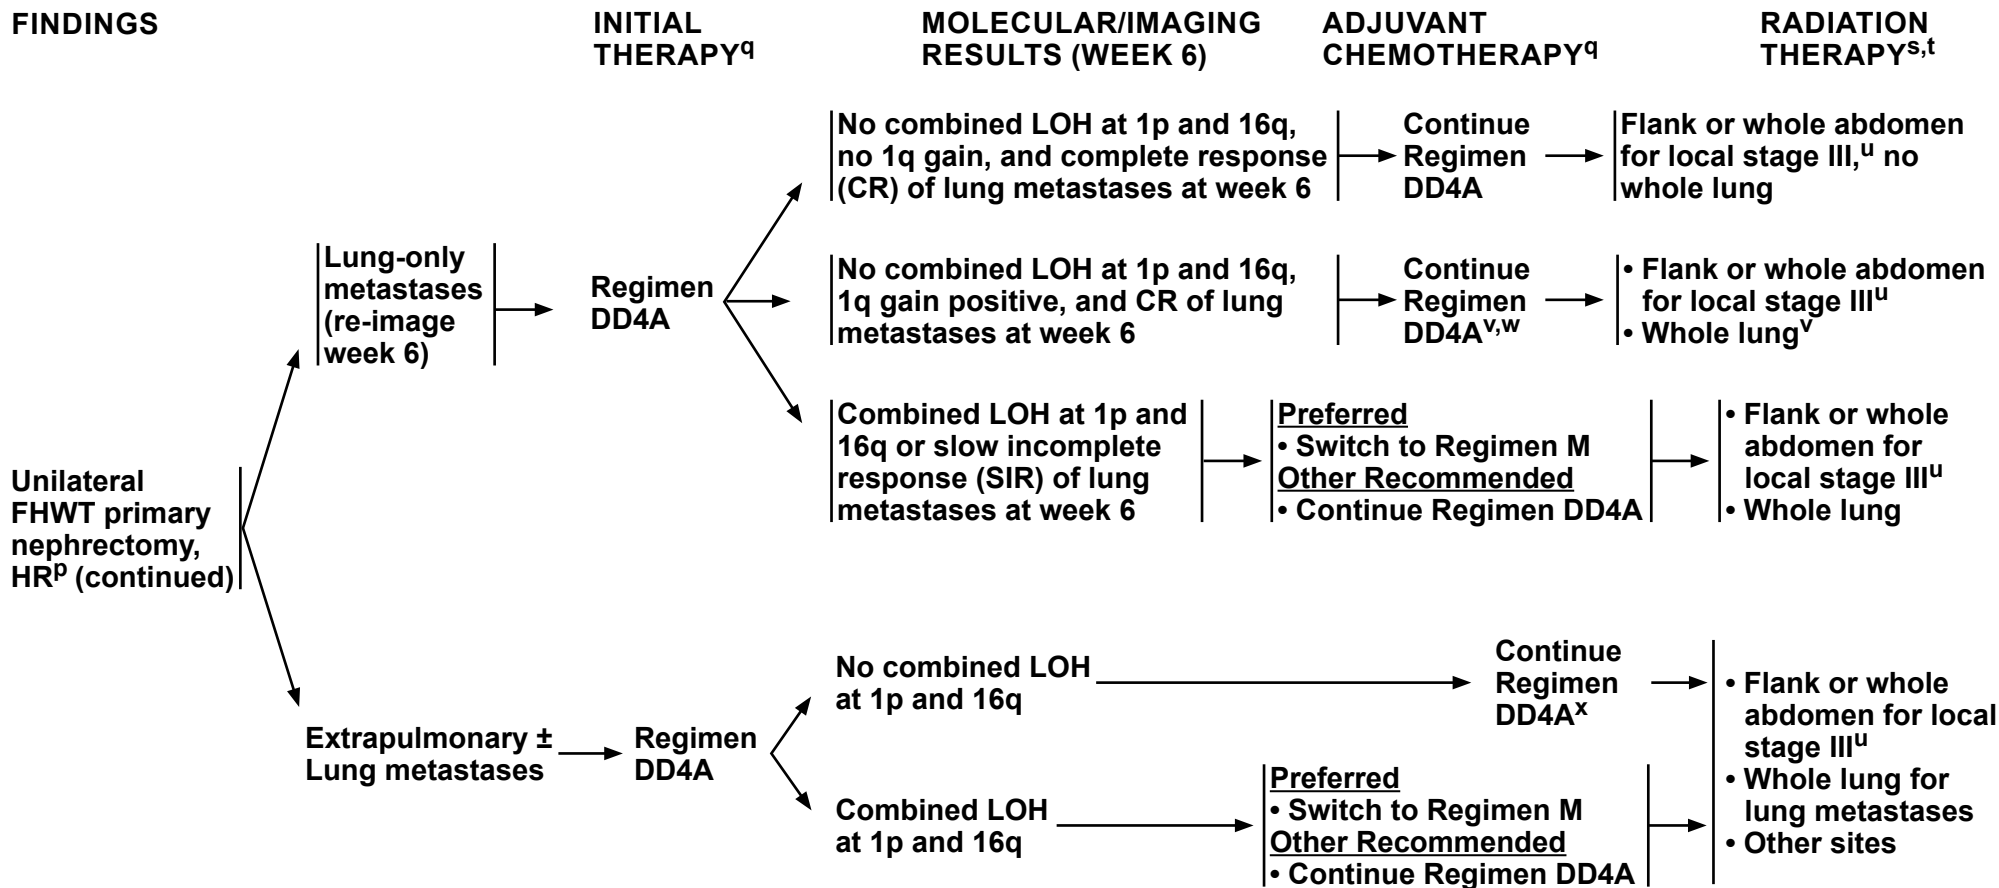 FINDINGS
INITIAL
THERAPYq
MOLECULAR/IMAGING
RESULTS (WEEK 6)
ADJUVANT
CHEMOTHERAPYq
RADIATION
THERAPYs,t
Unilateral
FHWT primary
nephrectomy,
HRp (continued)
Lung-only
metastases
(re-image
week 6)
Regimen
DD4A
No combined LOH at 1p and 16q,
no 1q gain, and complete response
(CR) of lung metastases at week 6
Continue
Regimen
DD4A
Flank or whole abdomen
for local stage III,u no
whole lung
No combined LOH at 1p and 16q,
1q gain positive, and CR of lung
metastases at week 6
Continue
Regimen
DD4Av,w
• Flank or whole abdomen
for local stage IIIu
• Whole lungv
Combined LOH at 1p and
16q or slow incomplete
response (SIR) of lung
metastases at week 6
Preferred
• Switch to Regimen M
Other Recommended
• Continue Regimen DD4A
• Flank or whole
abdomen for
local stage IIIu
• Whole lung
Extrapulmonary ±
Lung metastases
Regimen
DD4A
No combined LOH
at 1p and 16q
Continue
Regimen
DD4Ax
Combined LOH
at 1p and 16q
Preferred
• Switch to Regimen M
Other Recommended
• Continue Regimen DD4A
• Flank or whole
abdomen for local
stage IIIu
• Whole lung for
lung metastases
• Other sites